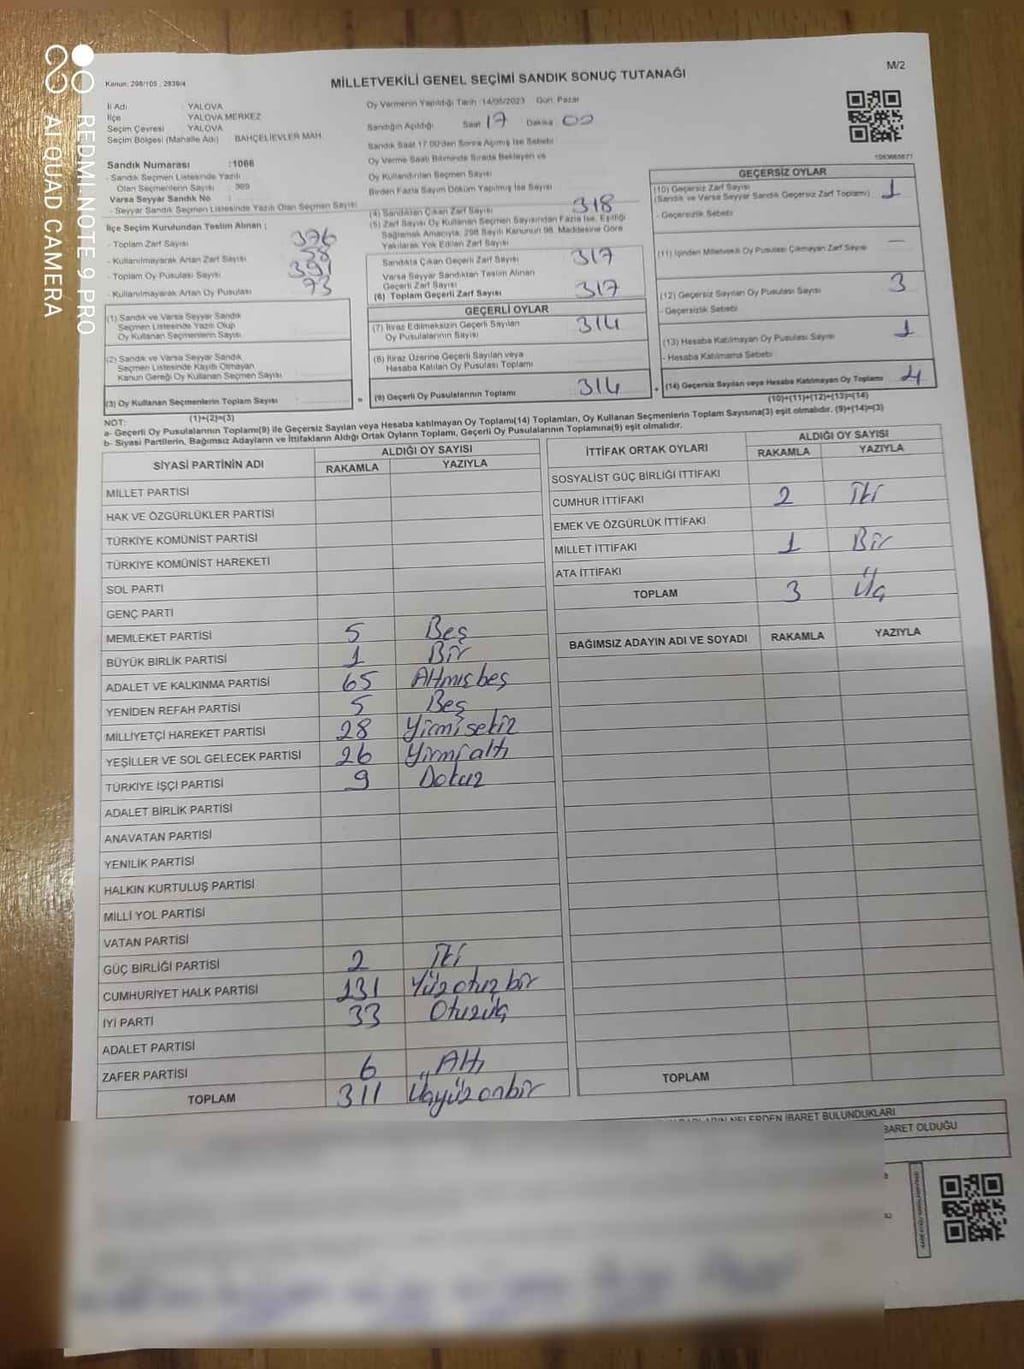 REDMI NOTE 9 PRO
AI QUAD CAMERA
Kanun: 298/105 , 2839/4
MİLLETVEKİLİ GENEL SEÇİMİ SANDIK SONUÇ TUTANAĞI
M/2
İl Adı : YALOVA
İlçe : YALOVA MERKEZ
Seçim Çevresi : YALOVA
Seçim Bölgesi (Mahalle Adı) : BAHÇELİEVLER MAH.
Sandık Numarası :1066
- Sandık Seçmen Listesinde Yazılı
Olan Seçmenlerin Sayısı : 369
Varsa Seyyar Sandık No :
- Seyyar Sandık Seçmen Listesinde Yazılı Olan Seçmen Sayısı :
İlçe Seçim Kurulundan Teslim Alınan ;
- Toplam Zarf Sayısı : 376
- Kullanılmayarak Artan Zarf Sayısı : 58
- Toplam Oy Pusulası Sayısı : 391
- Kullanılmayarak Artan Oy Pusulası : 73
(1) Sandık ve Varsa Seyyar Sandık
Seçmen Listesinde Yazılı Olup
Oy Kullanan Seçmenlerin Sayısı
(2) Sandık ve Varsa Seyyar Sandık
Seçmen Listesinde Kayıtlı Olmayan
Kanun Gereği Oy Kullanan Seçmen Sayısı
(3) Oy Kullanan Seçmenlerin Toplam Sayısı
(1)+(2)=(3)
Oy Vermenin Yapıldığı Tarih :14/05/2023 Gün: Pazar
Sandığın Açıldığı : Saat 17 Dakika 00
Sandık Saat 17.00'den Sonra Açılmış İse Sebebi
Oy Verme Saati Bitiminde Sırada Bekleyen ve
Oy Kullandırılan Seçmen Sayısı
Birden Fazla Sayım Döküm Yapılmış İse Sayısı
(4) Sandıktan Çıkan Zarf Sayısı : 318
(5) Zarf Sayısı Oy Kullanan Seçmen Sayısından Fazla İse, Eşitliği
Sağlamak Amacıyla, 298 Sayılı Kanunun 98. Maddesine Göre
Yakılarak Yok Edilen Zarf Sayısı
Sandıkta Çıkan Geçerli Zarf Sayısı : 317
Varsa Seyyar Sandıktan Teslim Alınan
Geçerli Zarf Sayısı
(6) Toplam Geçerli Zarf Sayısı : 317
GEÇERLİ OYLAR
(7) İtiraz Edilmeksizin Geçerli Sayılan
Oy Pusulalarının Sayısı : 314
(8) İtiraz Üzerine Geçerli Sayılan veya
Hesaba Katılan Oy Pusulası Toplamı
(9) Geçerli Oy Pusulalarının Toplamı : 314
GEÇERSİZ OYLAR
(10) Geçersiz Zarf Sayısı
(Sandık ve Varsa Seyyar Sandık Geçersiz Zarf Toplamı) : 1
- Geçersizlik Sebebi
(11) İçinden Milletvekili Oy Pusulası Çıkmayan Zarf Sayısı —
(12) Geçersiz Sayılan Oy Pusulası Sayısı : 3
- Geçersizlik Sebebi
(13) Hesaba Katılmayan Oy Pusulası Sayısı : 1
- Hesaba Katılmama Sebebi
(14) Geçersiz Sayılan veya Hesaba Katılmayan Oy Toplamı : 4
(10)+(11)+(12)+(13)=(14)
NOT:
a- Geçerli Oy Pusulalarının Toplamı(9) ile Geçersiz Sayılan veya Hesaba katılmayan Oy Toplamı(14) Toplamları, Oy Kullanan Seçmenlerin Toplam Sayısına(3) eşit olmalıdır. (9)+(14)=(3)
b- Siyasi Partilerin, Bağımsız Adayların ve İttifakların Aldığı Ortak Oyların Toplamı, Geçerli Oy Pusulalarının Toplamına(9) eşit olmalıdır.
SİYASİ PARTİNİN ADI ALDIĞI OY SAYISI
RAKAMLA YAZIYLA
MİLLET PARTİSİ
HAK VE ÖZGÜRLÜKLER PARTİSİ
TÜRKİYE KOMÜNİST PARTİSİ
TÜRKİYE KOMÜNİST HAREKETİ
SOL PARTİ
GENÇ PARTİ
MEMLEKET PARTİSİ 5 Beş
BÜYÜK BİRLİK PARTİSİ 1 Bir
ADALET VE KALKINMA PARTİSİ 65 Altmışbeş
YENİDEN REFAH PARTİSİ 5 Beş
MİLLİYETÇİ HAREKET PARTİSİ 28 Yirmisekiz
YEŞİLLER VE SOL GELECEK PARTİSİ 26 Yirmialtı
TÜRKİYE İŞÇİ PARTİSİ 9 Dokuz
ADALET BİRLİK PARTİSİ
ANAVATAN PARTİSİ
YENİLİK PARTİSİ
HALKIN KURTULUŞ PARTİSİ
MİLLİ YOL PARTİSİ
VATAN PARTİSİ
GÜÇ BİRLİĞİ PARTİSİ 2 İki
CUMHURİYET HALK PARTİSİ 131 Yüzotuzbir
İYİ PARTİ 33 Otuzüç
ADALET PARTİSİ
ZAFER PARTİSİ 6 Altı
TOPLAM 311 Üçyüzonbir
İTTİFAK ORTAK OYLARI ALDIĞI OY SAYISI
RAKAMLA YAZIYLA
SOSYALİST GÜÇ BİRLİĞİ İTTİFAKI
CUMHUR İTTİFAKI 2 İki
EMEK VE ÖZGÜRLÜK İTTİFAKI
MİLLET İTTİFAKI 1 Bir
ATA İTTİFAKI
TOPLAM 3 Üç
BAĞIMSIZ ADAYIN ADI VE SOYADI RAKAMLA YAZIYLA
TOPLAM
NELERDEN İBARET BULUNDUKLARI
BARET OLDUĞU